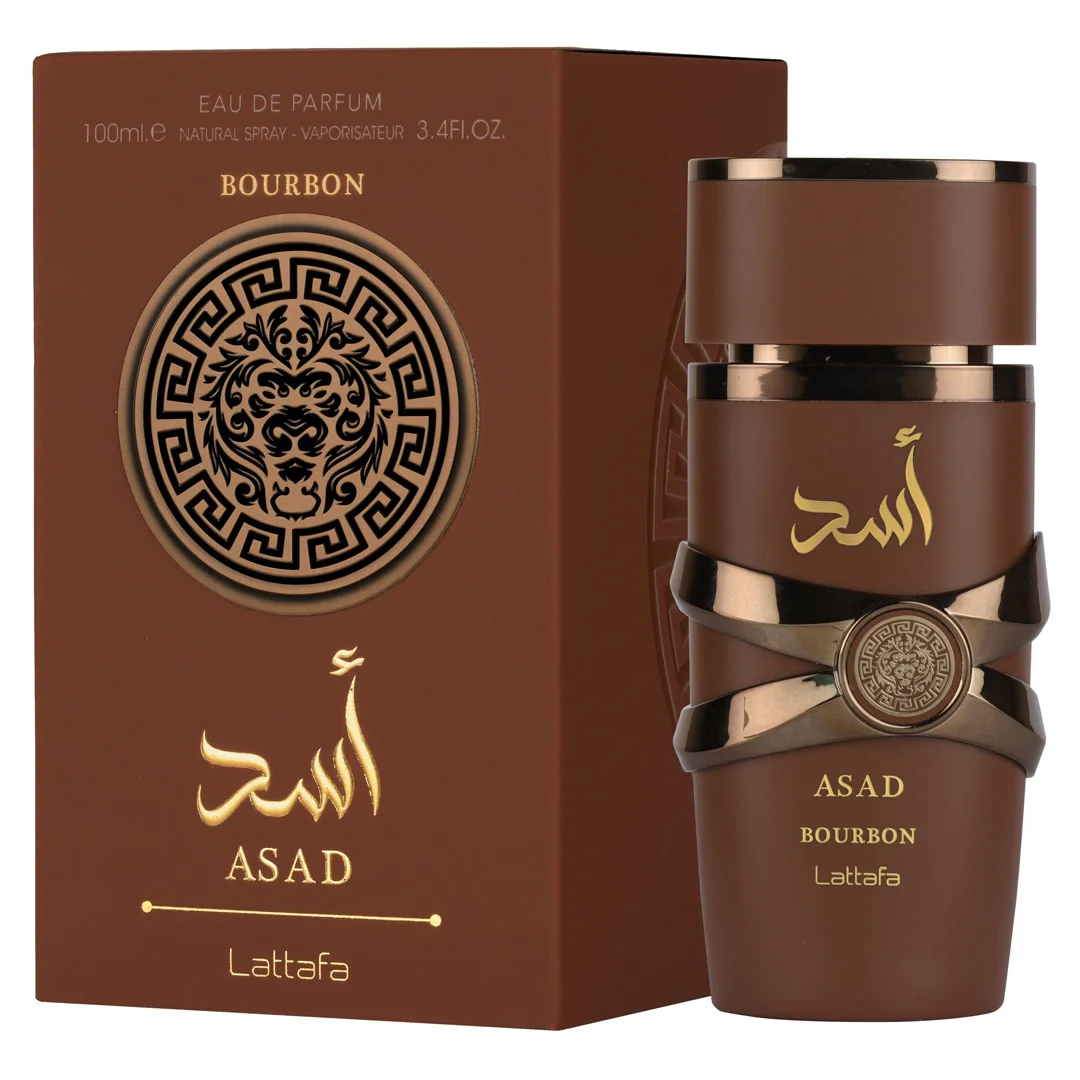 EAU DE PARFUM
100ml.e NATURAL SPRAY - VAPORISATEUR 3.4FL.OZ.
BOURBON
أسد
ASAD
Lattafa
أسد
ASAD
BOURBON
Lattafa